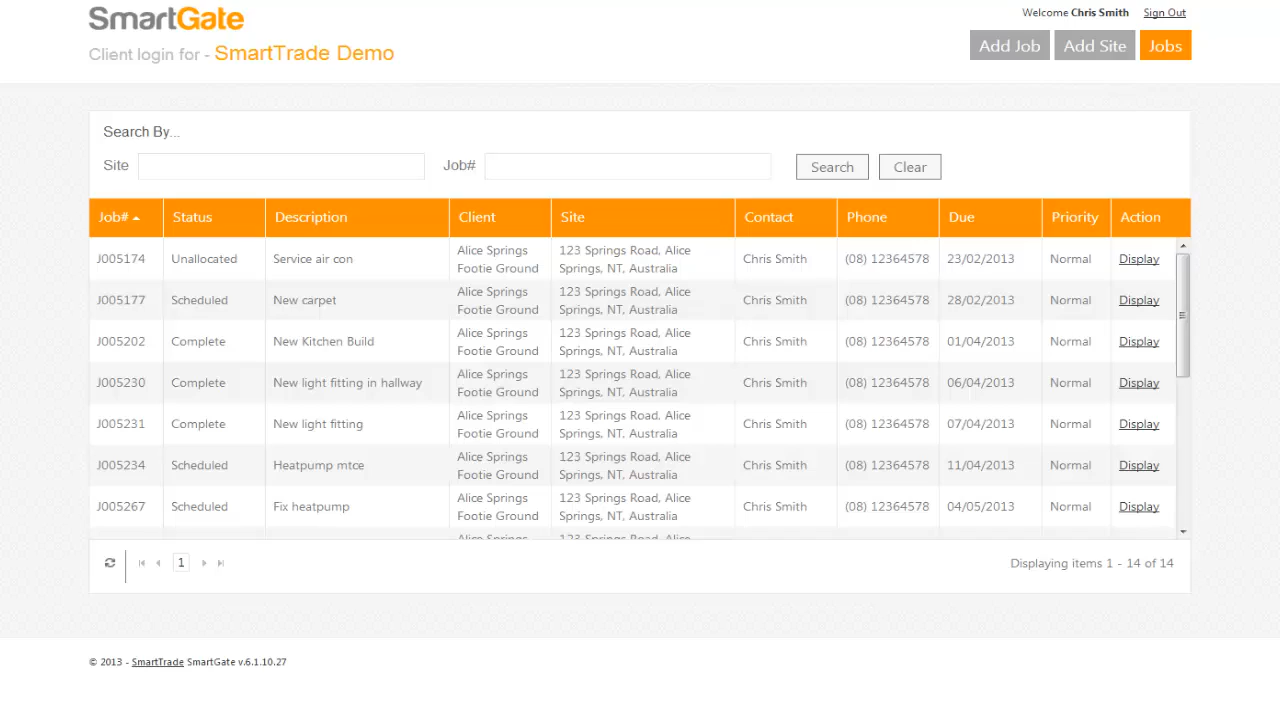 SmartGate
Welcome Chris Smith Sign Out
Client login for - SmartTrade Demo
Add Job Add Site Jobs
Search By...
Site Job# Search Clear
Job# Status Description Client Site Contact Phone Due Priority Action
J005174 Unallocated Service air con Alice Springs Footie Ground 123 Springs Road, Alice Springs, NT, Australia Chris Smith (08) 12364578 23/02/2013 Normal Display
J005177 Scheduled New carpet Alice Springs Footie Ground 123 Springs Road, Alice Springs, NT, Australia Chris Smith (08) 12364578 28/02/2013 Normal Display
J005202 Complete New Kitchen Build Alice Springs Footie Ground 123 Springs Road, Alice Springs, NT, Australia Chris Smith (08) 12364578 01/04/2013 Normal Display
J005230 Complete New light fitting in hallway Alice Springs Footie Ground 123 Springs Road, Alice Springs, NT, Australia Chris Smith (08) 12364578 06/04/2013 Normal Display
J005231 Complete New light fitting Alice Springs Footie Ground 123 Springs Road, Alice Springs, NT, Australia Chris Smith (08) 12364578 07/04/2013 Normal Display
J005234 Scheduled Heatpump mtce Alice Springs Footie Ground 123 Springs Road, Alice Springs, NT, Australia Chris Smith (08) 12364578 11/04/2013 Normal Display
J005267 Scheduled Fix heatpump Alice Springs Footie Ground 123 Springs Road, Alice Springs, NT, Australia Chris Smith (08) 12364578 04/05/2013 Normal Display
Alice Springs 123 Springs Road, Alice
1 Displaying items 1 - 14 of 14
© 2013 - SmartTrade SmartGate v.6.1.10.27